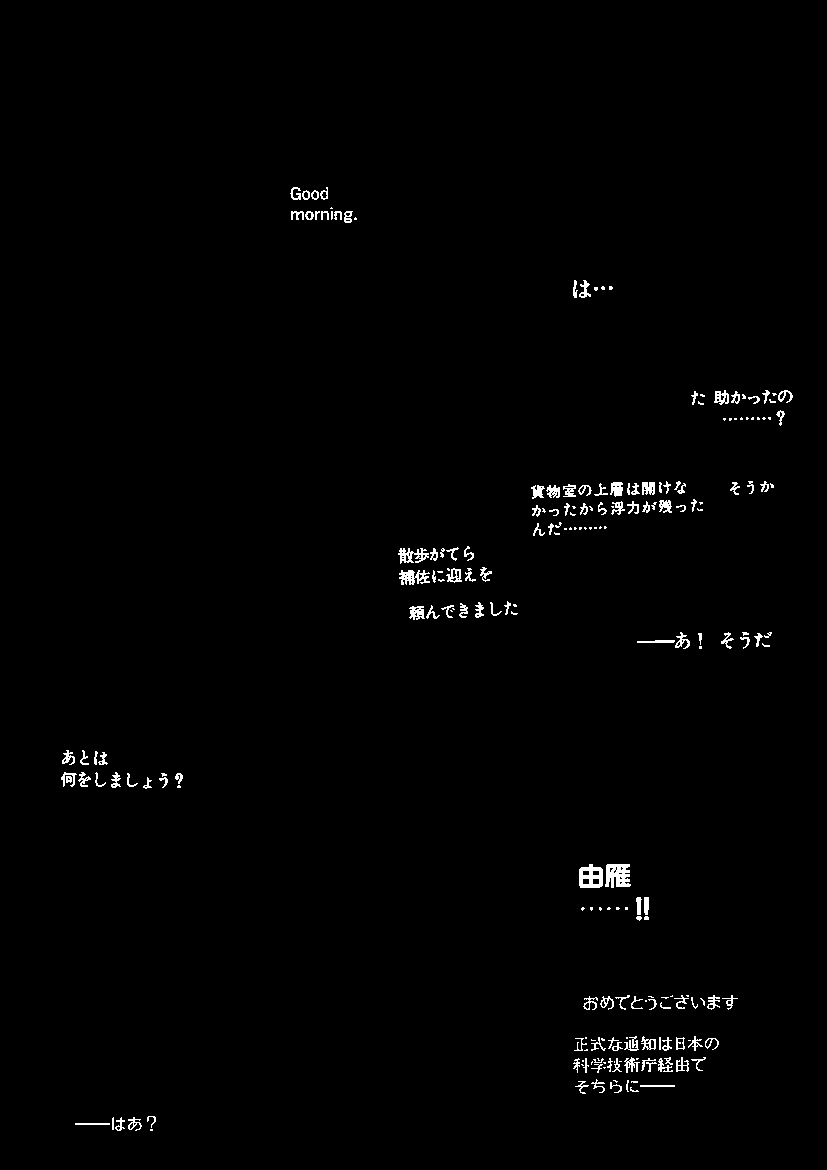 Good
morning.
は…
た 助かったの
………？
そうか
貨物室の上層は開けな
かったから浮力が残った
んだ………
散歩がてら
補佐に迎えを
頼んできました
――あ！ そうだ
あとは
何をしましょう？
由雁
……!!
おめでとうございます
正式な通知は日本の
科学技術庁経由で
そちらに――
――はあ？